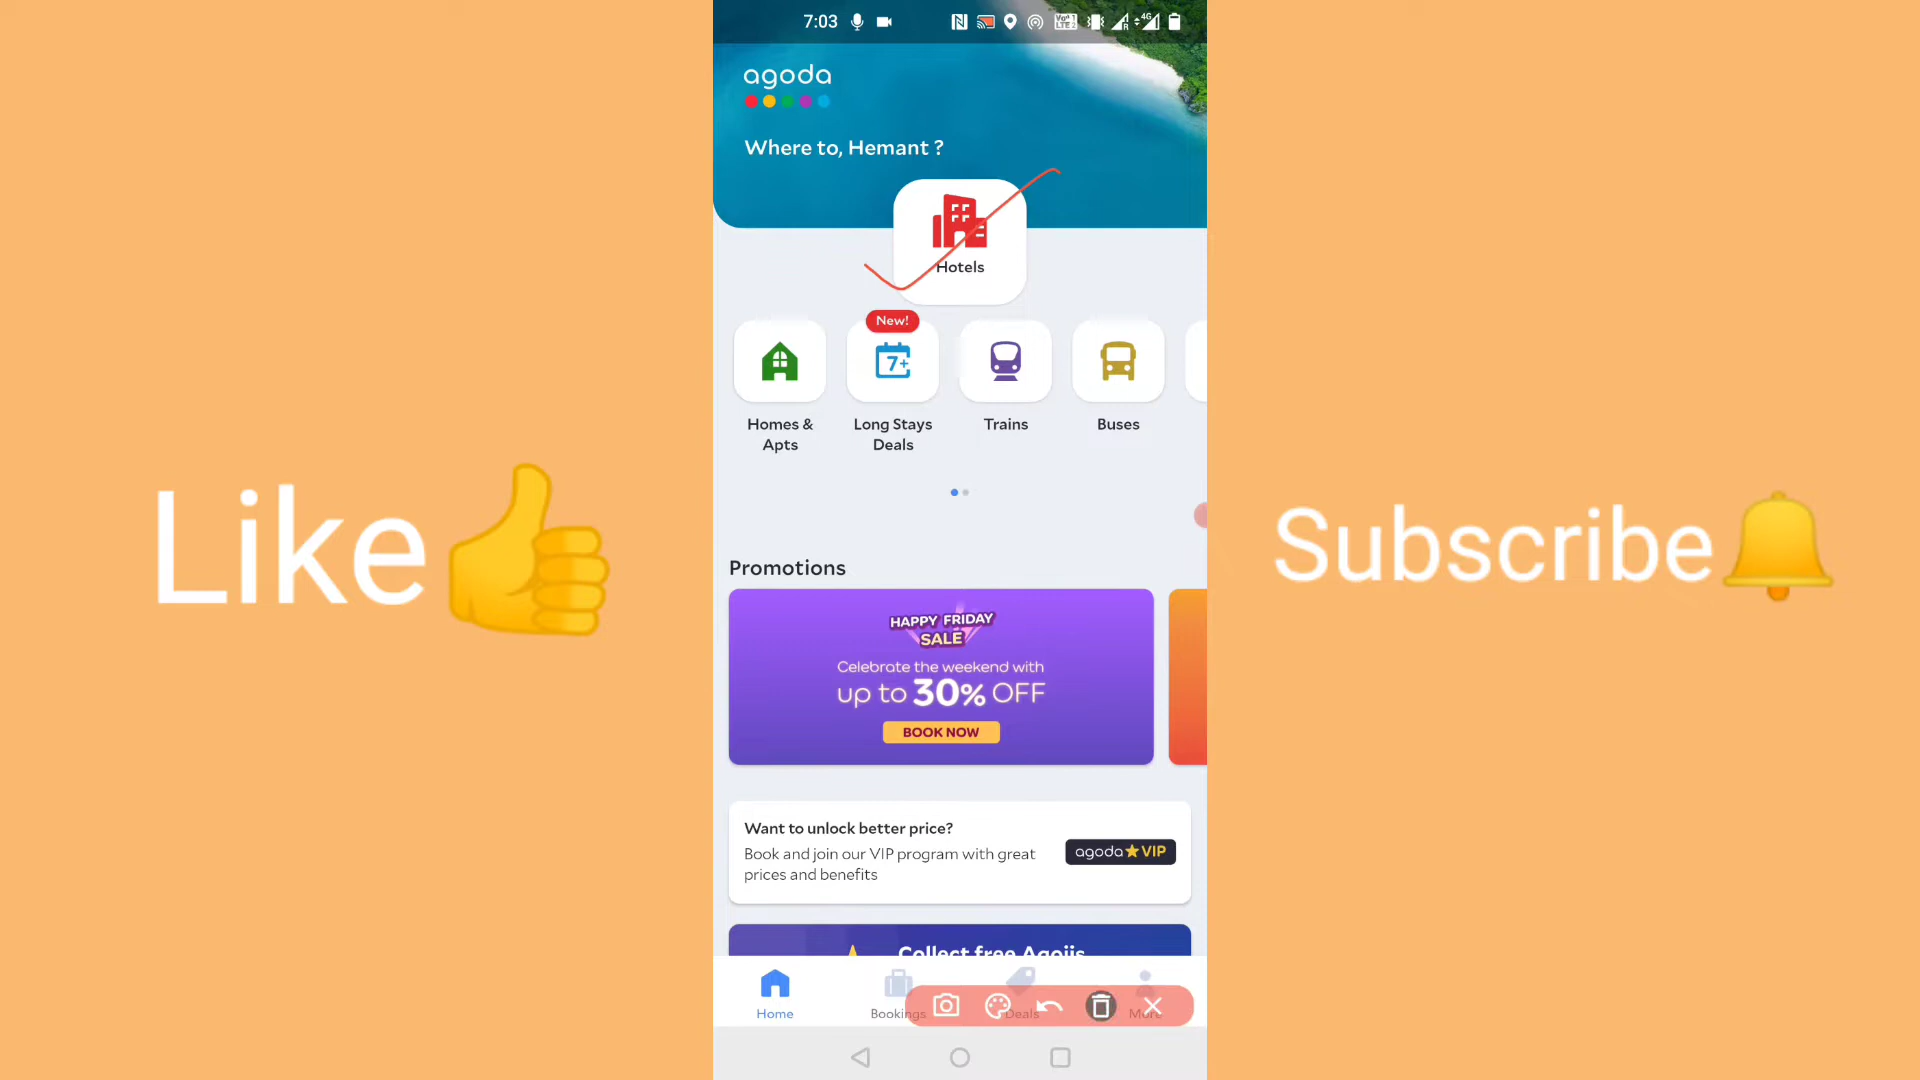 7:03
agoda
Where to, Hemant ?
Hotels
New!
7+
Homes & Apts
Long Stays Deals
Trains
Buses
Promotions
HAPPY FRIDAY
SALE
Celebrate the weekend with
up to 30% OFF
BOOK NOW
Want to unlock better price?
Book and join our VIP program with great
prices and benefits
agoda VIP
Collect free Agojis
Home
Bookings
Deals
More
Like
Subscribe